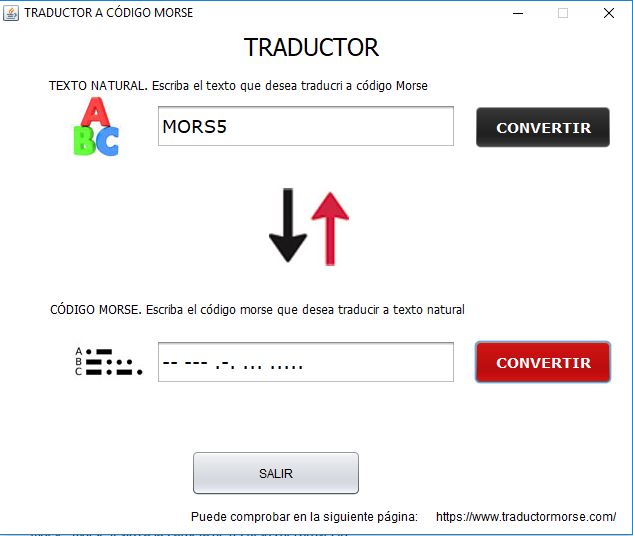 TRADUCTOR A CÓDIGO MORSE
TRADUCTOR
TEXTO NATURAL. Escriba el texto que desea traducri a código Morse
A
BC
MORS5
CONVERTIR
CÓDIGO MORSE. Escriba el código morse que desea traducir a texto natural
A
B
C
-- --- .-. ... .....
CONVERTIR
SALIR
Puede comprobar en la siguiente página: https://www.traductormorse.com/